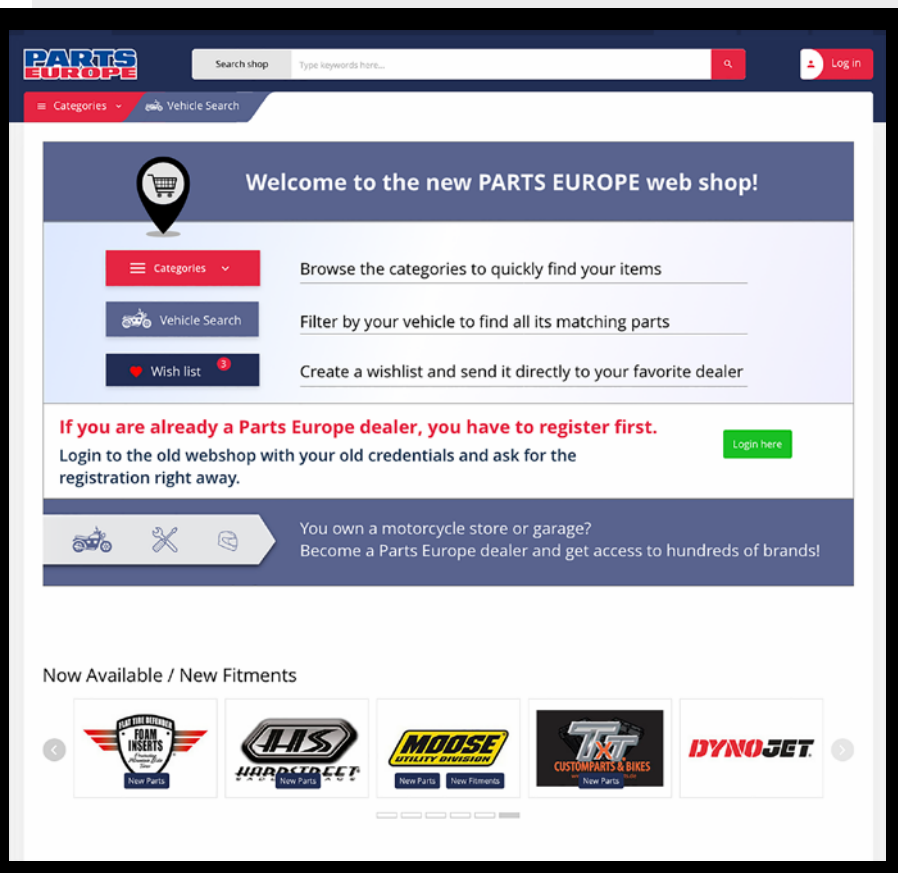 PARTS
EUROPE
Search shop
Type keywords here...
Log in
Categories
Vehicle Search
Welcome to the new PARTS EUROPE web shop!
Categories
Browse the categories to quickly find your items
Vehicle Search
Filter by your vehicle to find all its matching parts
Wish list 3
Create a wishlist and send it directly to your favorite dealer
If you are already a Parts Europe dealer, you have to register first.
Login to the old webshop with your old credentials and ask for the
registration right away.
Login here
You own a motorcycle store or garage?
Become a Parts Europe dealer and get access to hundreds of brands!
Now Available / New Fitments
FLAT TIRE DEFENDER
FOAM
INSERTS
New Parts
HS
HARDSTREET
New Parts
MOOSE
UTILITY DIVISION
New Parts
New Fitments
TXT
CUSTOMPARTS & BIKES
New Parts
DYNOJET